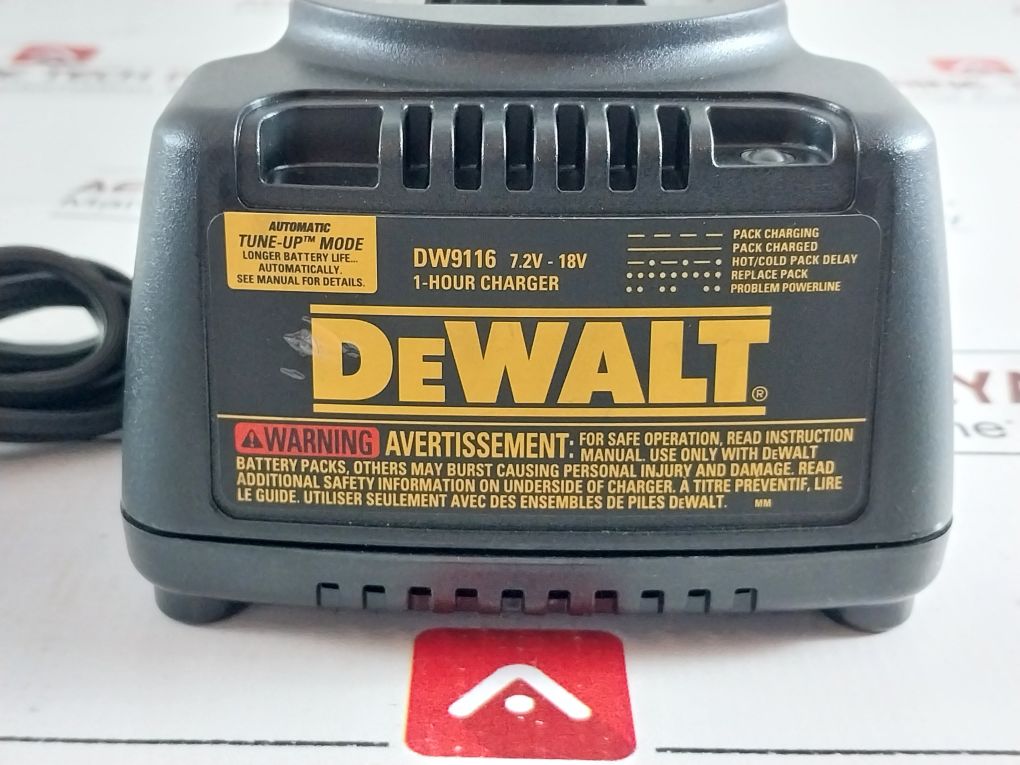 AUTOMATIC
TUNE-UP™ MODE
LONGER BATTERY LIFE...
AUTOMATICALLY.
SEE MANUAL FOR DETAILS.
DW9116 7.2V - 18V
1-HOUR CHARGER
PACK CHARGING
PACK CHARGED
HOT/COLD PACK DELAY
REPLACE PACK
PROBLEM POWERLINE
DEWALT®
WARNING AVERTISSEMENT: FOR SAFE OPERATION, READ INSTRUCTION
MANUAL. USE ONLY WITH DEWALT
BATTERY PACKS, OTHERS MAY BURST CAUSING PERSONAL INJURY AND DAMAGE. READ
ADDITIONAL SAFETY INFORMATION ON UNDERSIDE OF CHARGER. A TITRE PREVENTIF, LIRE
LE GUIDE. UTILISER SEULEMENT AVEC DES ENSEMBLES DE PILES DEWALT. MM